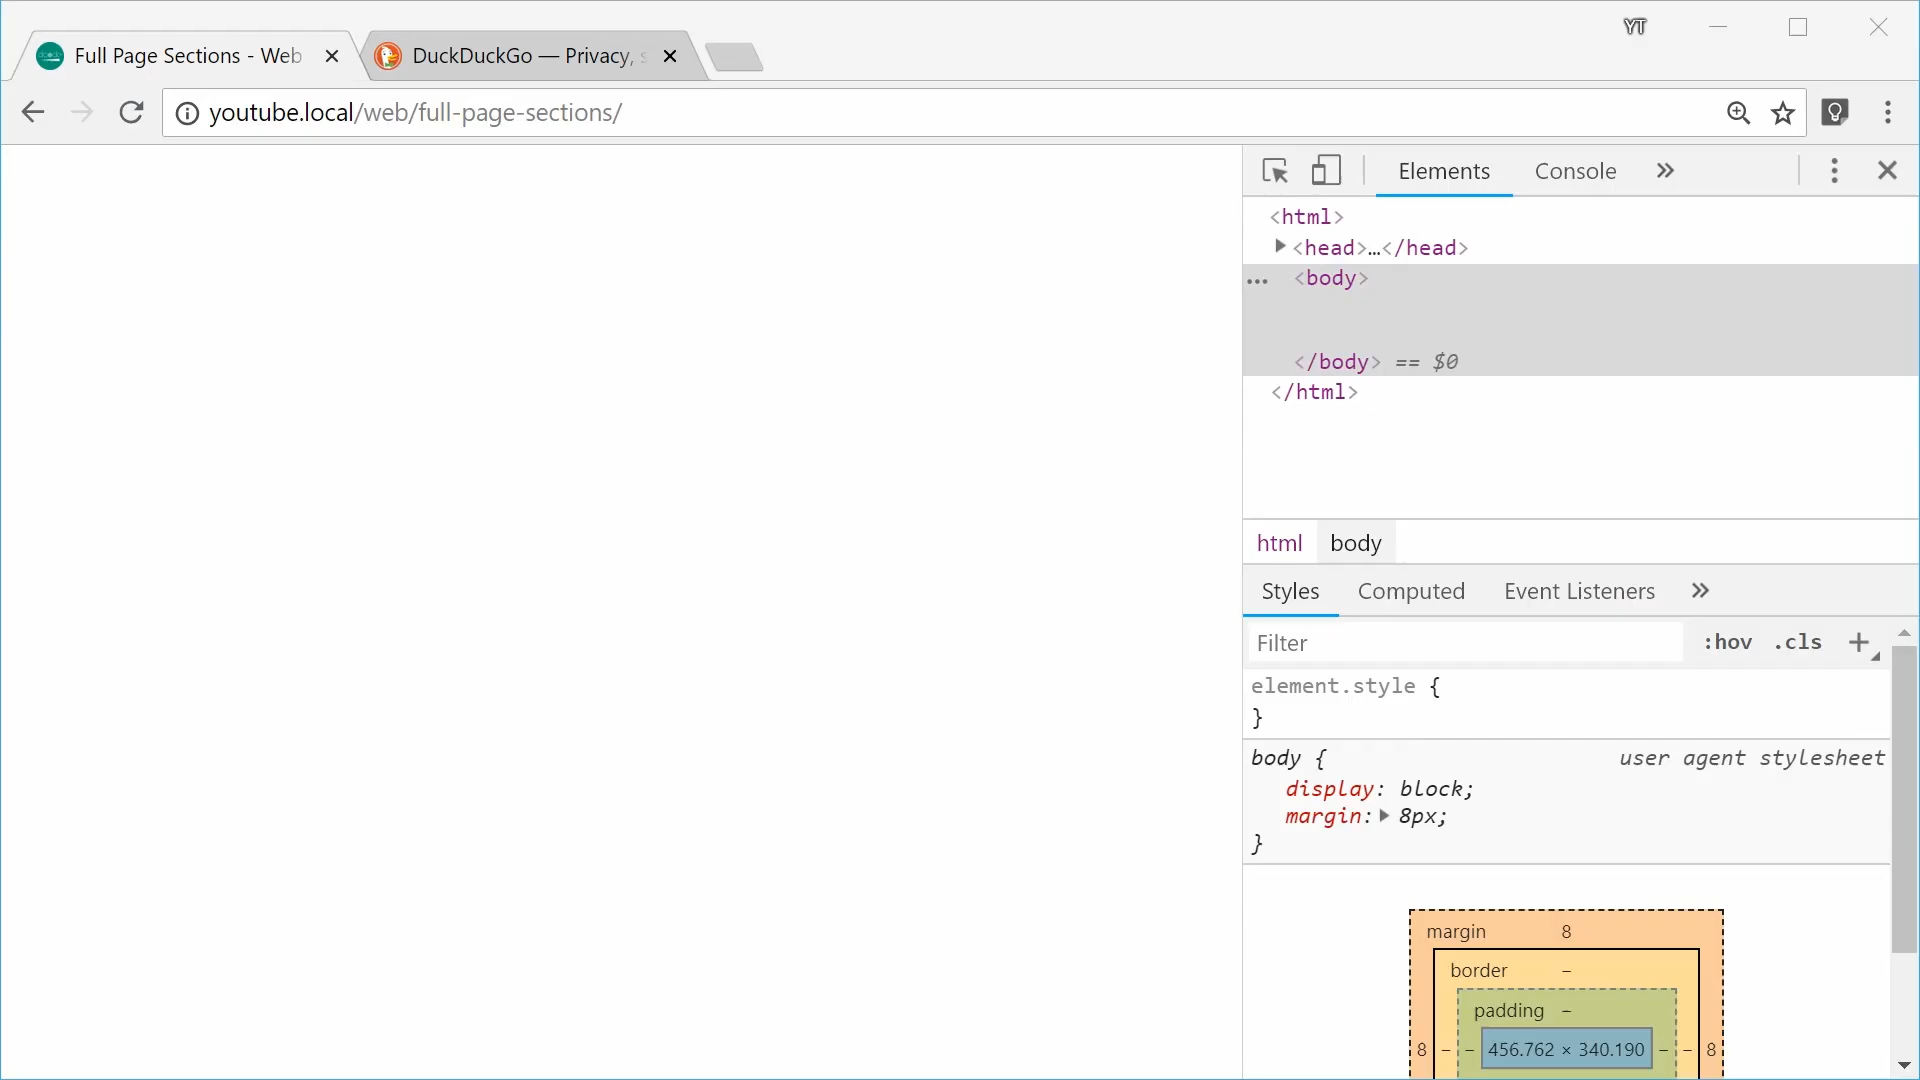 YT
Full Page Sections - Web
DuckDuckGo — Privacy, s
youtube.local/web/full-page-sections/
Elements
Console
<html>
<head>…</head>
<body>
</body> == $0
</html>
html
body
Styles
Computed
Event Listeners
Filter
:hov
.cls
element.style {
}
body {
user agent stylesheet
display: block;
margin: 8px;
}
margin
8
border
–
padding
–
8
–
–
456.762 × 340.190
–
–
8